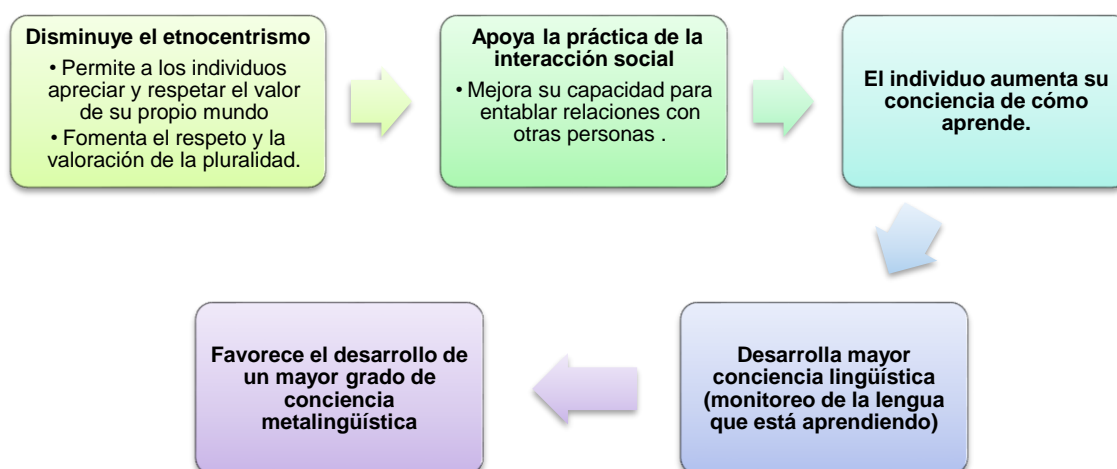 Disminuye el etnocentrismo
• Permite a los individuos
apreciar y respetar el valor
de su propio mundo
• Fomenta el respeto y la
valoración de la pluralidad.
Apoya la práctica de la
interacción social
• Mejora su capacidad para
entablar relaciones con
otras personas .
El individuo aumenta su
conciencia de cómo
aprende.
Desarrolla mayor
conciencia lingüística
(monitoreo de la lengua
que está aprendiendo)
Favorece el desarrollo de
un mayor grado de
conciencia
metalingüística